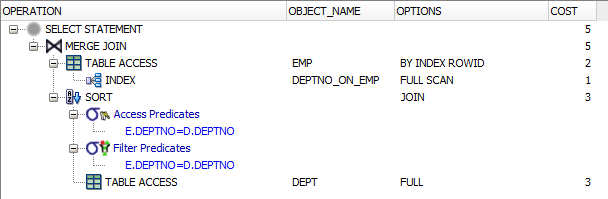 OPERATION OBJECT_NAME OPTIONS COST
SELECT STATEMENT 5
MERGE JOIN 5
TABLE ACCESS EMP BY INDEX ROWID 2
INDEX DEPTNO_ON_EMP FULL SCAN 1
SORT JOIN 3
Access Predicates
E.DEPTNO=D.DEPTNO
Filter Predicates
E.DEPTNO=D.DEPTNO
TABLE ACCESS DEPT FULL 3